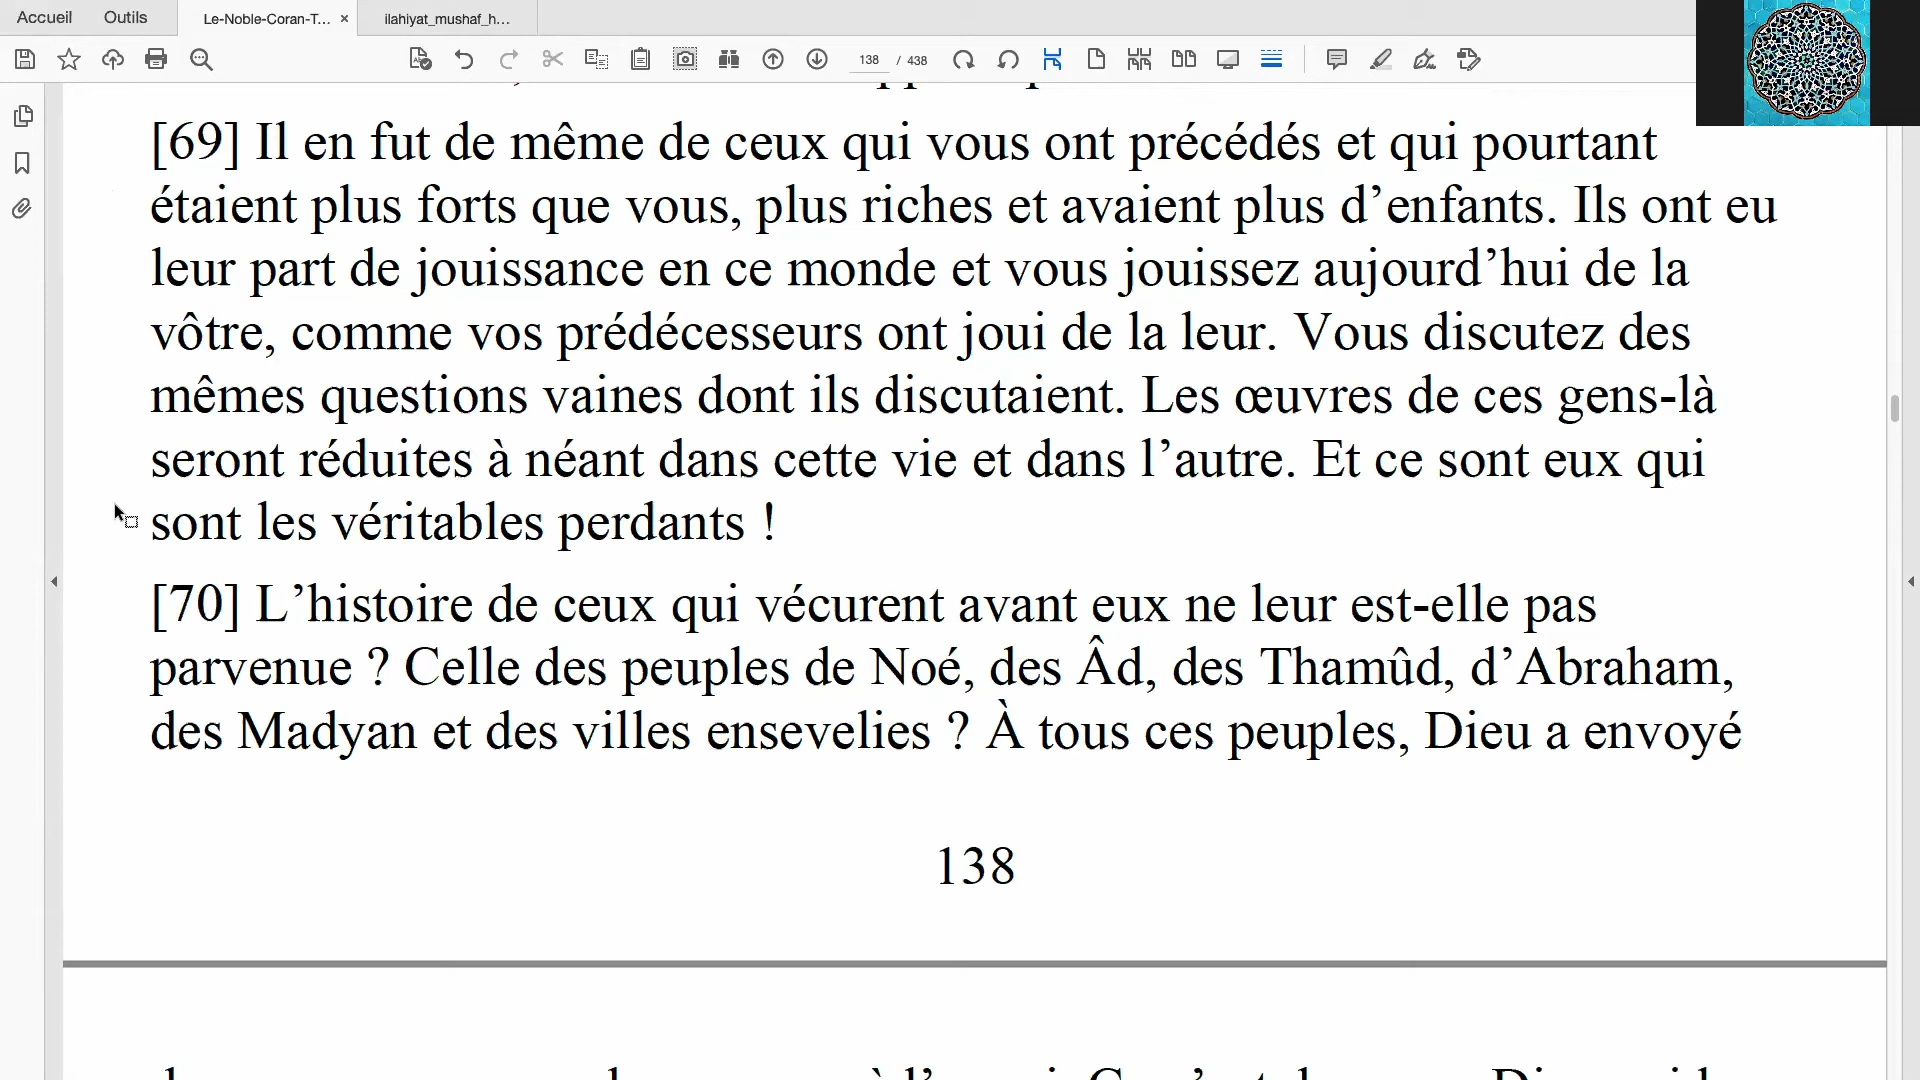 Accueil Outils Le-Noble-Coran-T... × ilahiyat_mushaf_h...
138 / 438
[69] Il en fut de même de ceux qui vous ont précédés et qui pourtant
étaient plus forts que vous, plus riches et avaient plus d’enfants. Ils ont eu
leur part de jouissance en ce monde et vous jouissez aujourd’hui de la
vôtre, comme vos prédécesseurs ont joui de la leur. Vous discutez des
mêmes questions vaines dont ils discutaient. Les œuvres de ces gens-là
seront réduites à néant dans cette vie et dans l’autre. Et ce sont eux qui
sont les véritables perdants !
[70] L’histoire de ceux qui vécurent avant eux ne leur est-elle pas
parvenue ? Celle des peuples de Noé, des Âd, des Thamûd, d’Abraham,
des Madyan et des villes ensevelies ? À tous ces peuples, Dieu a envoyé
138